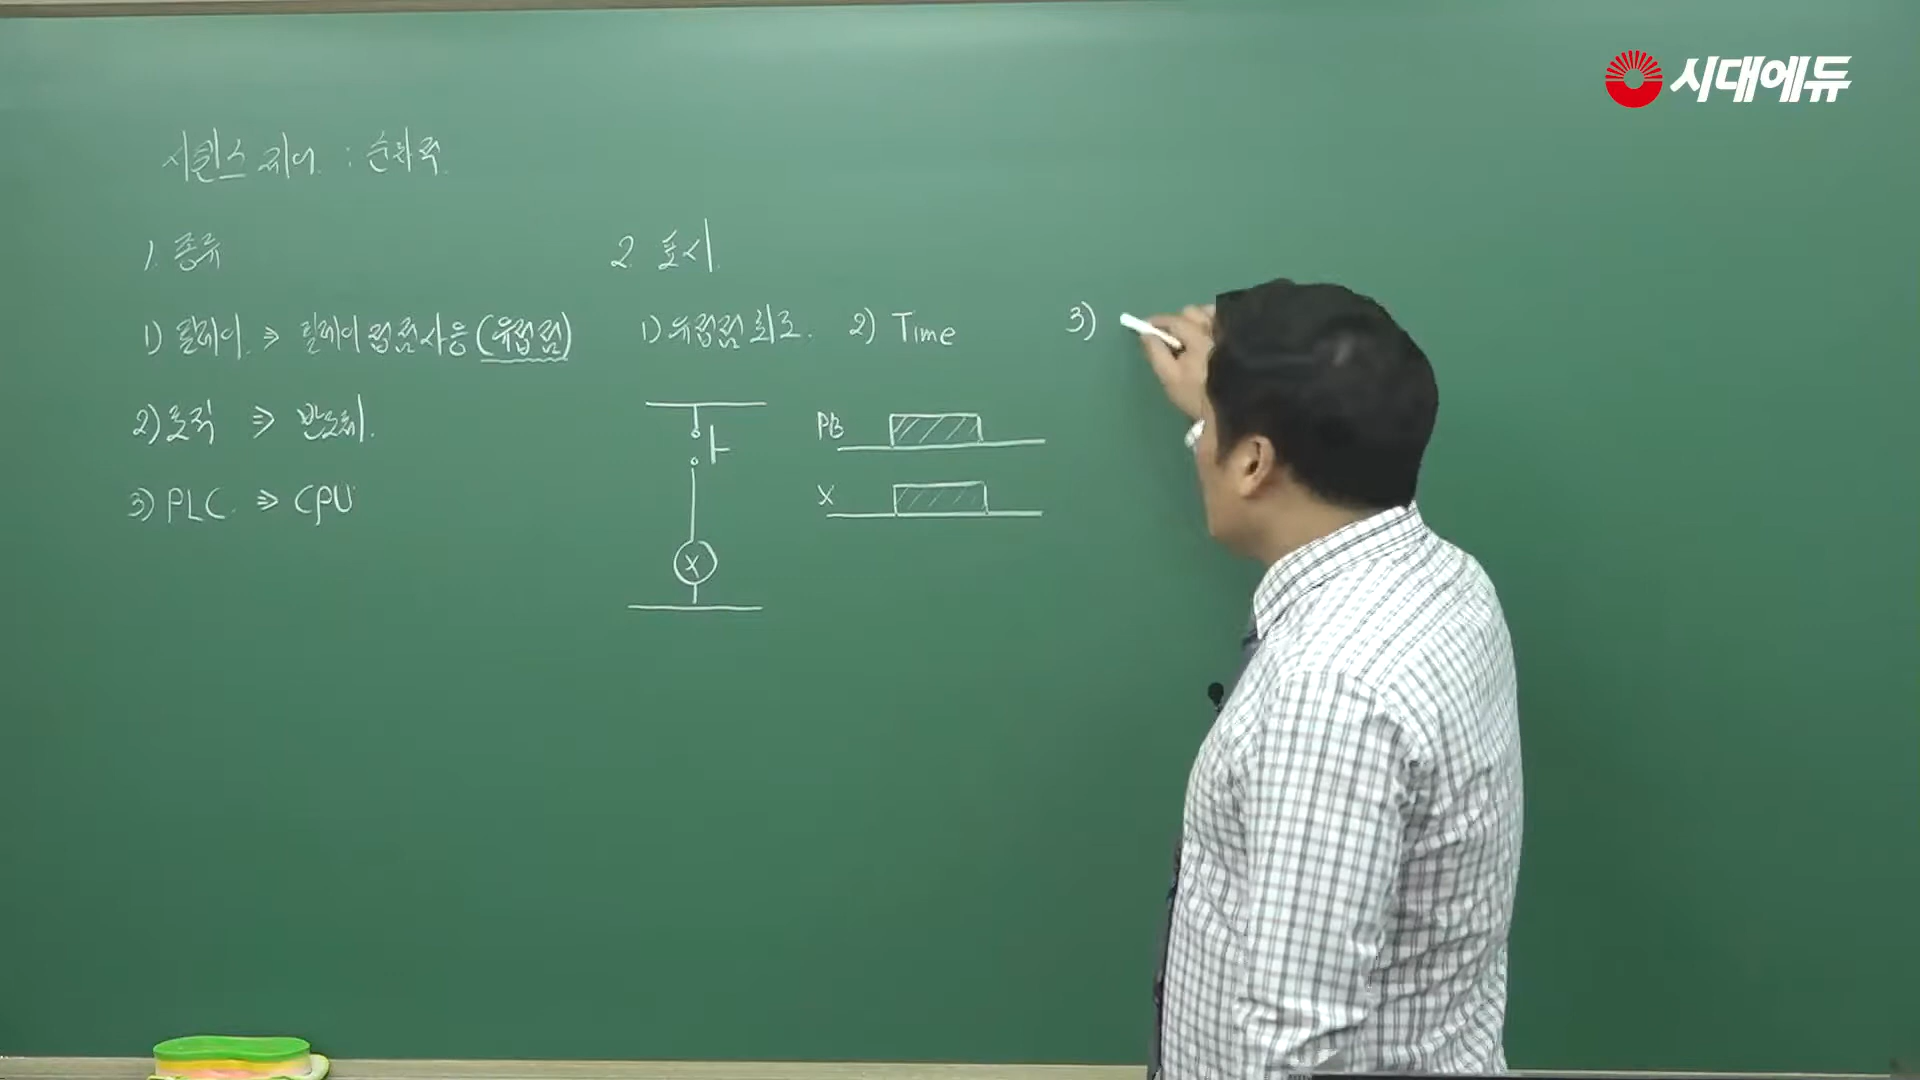 시대에듀
시퀀스 제어 : 순차적
1. 종류
1) 릴레이 ⇒ 릴레이 접점사용 (유접점)
2) 로직 ⇒ 반도체
3) PLC ⇒ CPU
2. 표시
1) 유접점 회로
X
2) Time
PB
X
3)